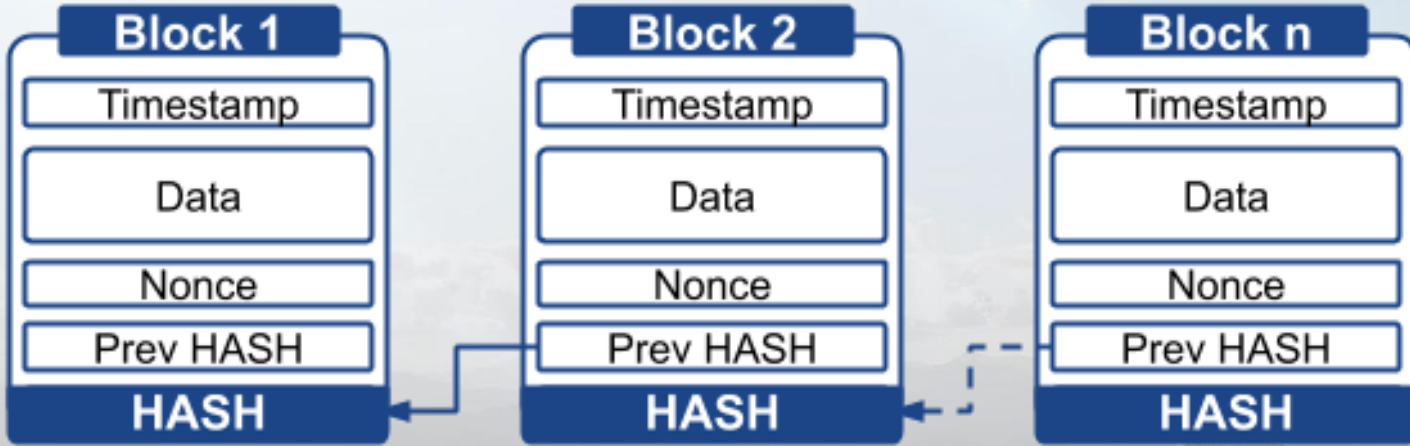 Block 1
Timestamp
Data
Nonce
Prev HASH
HASH
Block 2
Timestamp
Data
Nonce
Prev HASH
HASH
Block n
Timestamp
Data
Nonce
Prev HASH
HASH